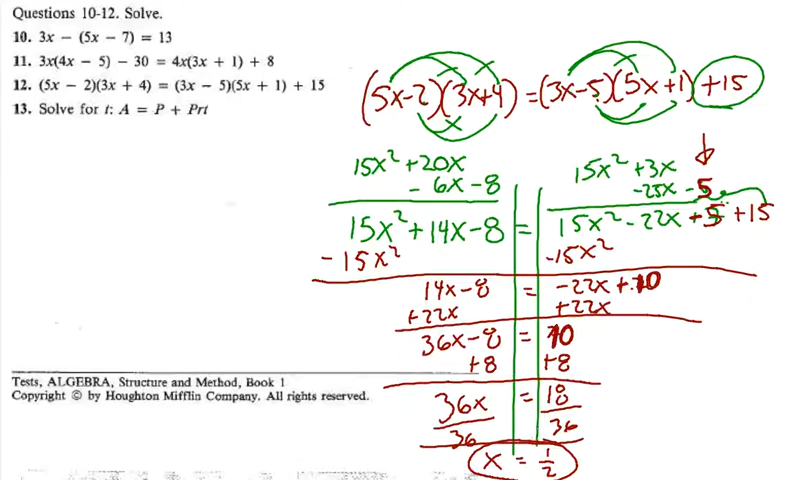 Questions 10-12. Solve.
10. 3x − (5x − 7) = 13
11. 3x(4x − 5) − 30 = 4x(3x + 1) + 8
12. (5x − 2)(3x + 4) = (3x − 5)(5x + 1) + 15
13. Solve for t: A = P + Prt
(5x-2)(3x+4) = (3x-5)(5x+1) +15
15x² +20x 15x² +3x
- 6x -8 -25x -5
15x² +14x -8 = 15x² -22x -5 +15
-15x² -15x²
14x -8 = -22x +10
+22x +22x
36x -8 = 10
+8 +8
36x = 18
36 36
x = 1/2
Tests, ALGEBRA, Structure and Method, Book 1
Copyright © by Houghton Mifflin Company. All rights reserved.